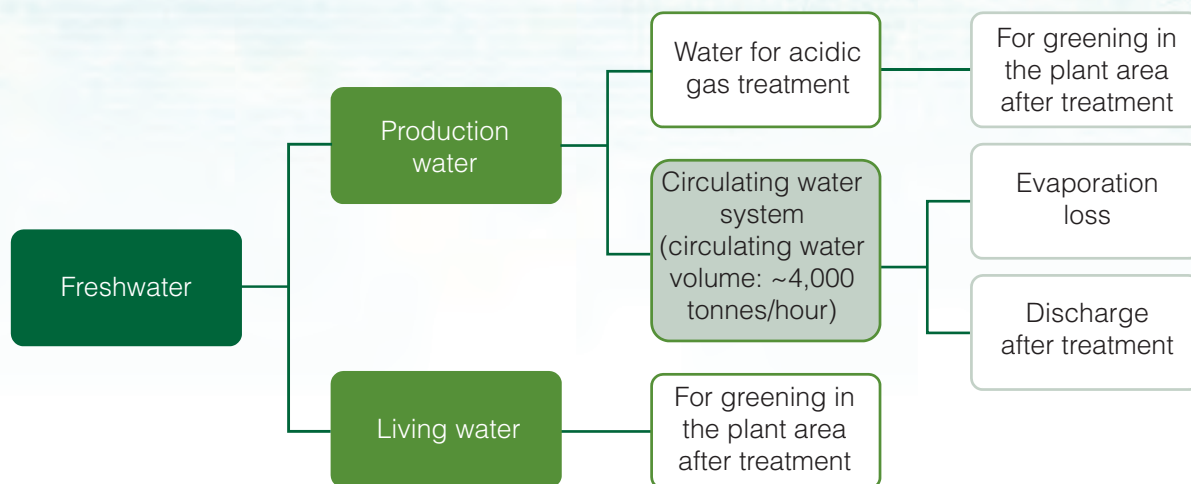 Freshwater
Production
water
Living water
Water for acidic
gas treatment
Circulating water
system
(circulating water
volume: ~4,000
tonnes/hour)
For greening in
the plant area
after treatment
For greening in
the plant area
after treatment
Evaporation
loss
Discharge
after treatment